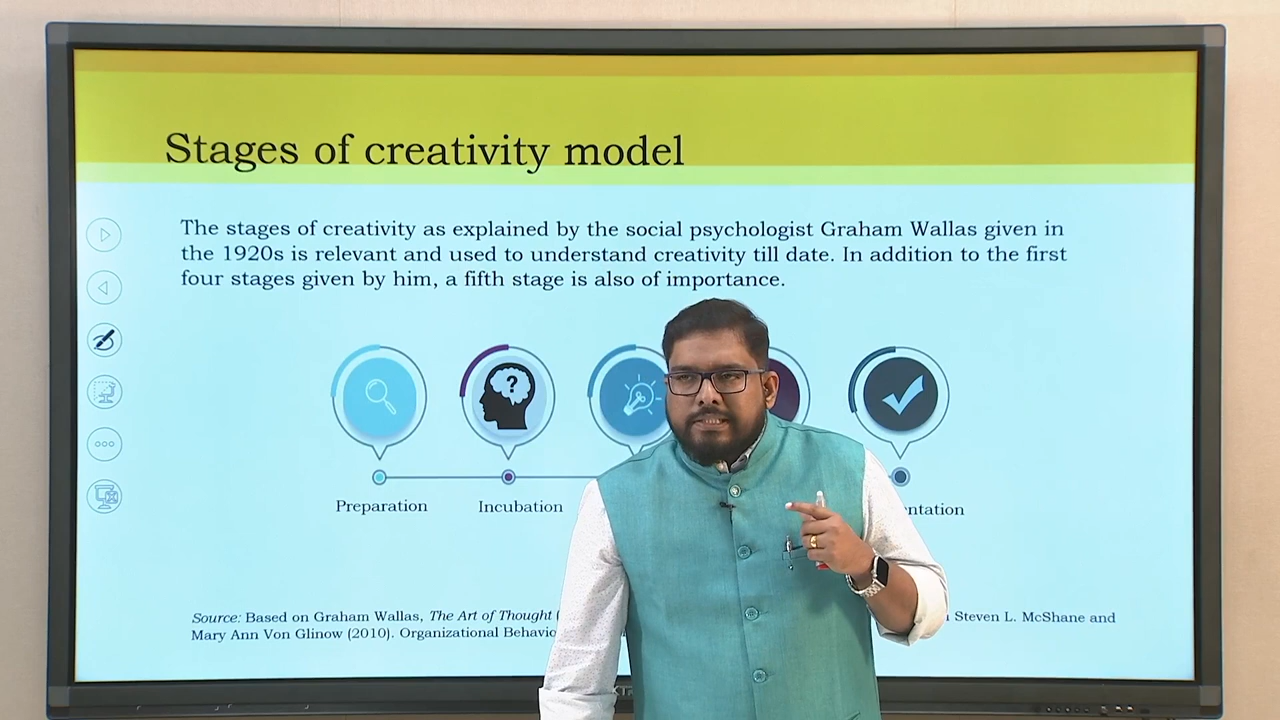 Stages of creativity model
The stages of creativity as explained by the social psychologist Graham Wallas given in
the 1920s is relevant and used to understand creativity till date. In addition to the first
four stages given by him, a fifth stage is also of importance.
?
Preparation Incubation entation
Source: Based on Graham Wallas, The Art of Thought ( Steven L. McShane and
Mary Ann Von Glinow (2010). Organizational Behavio